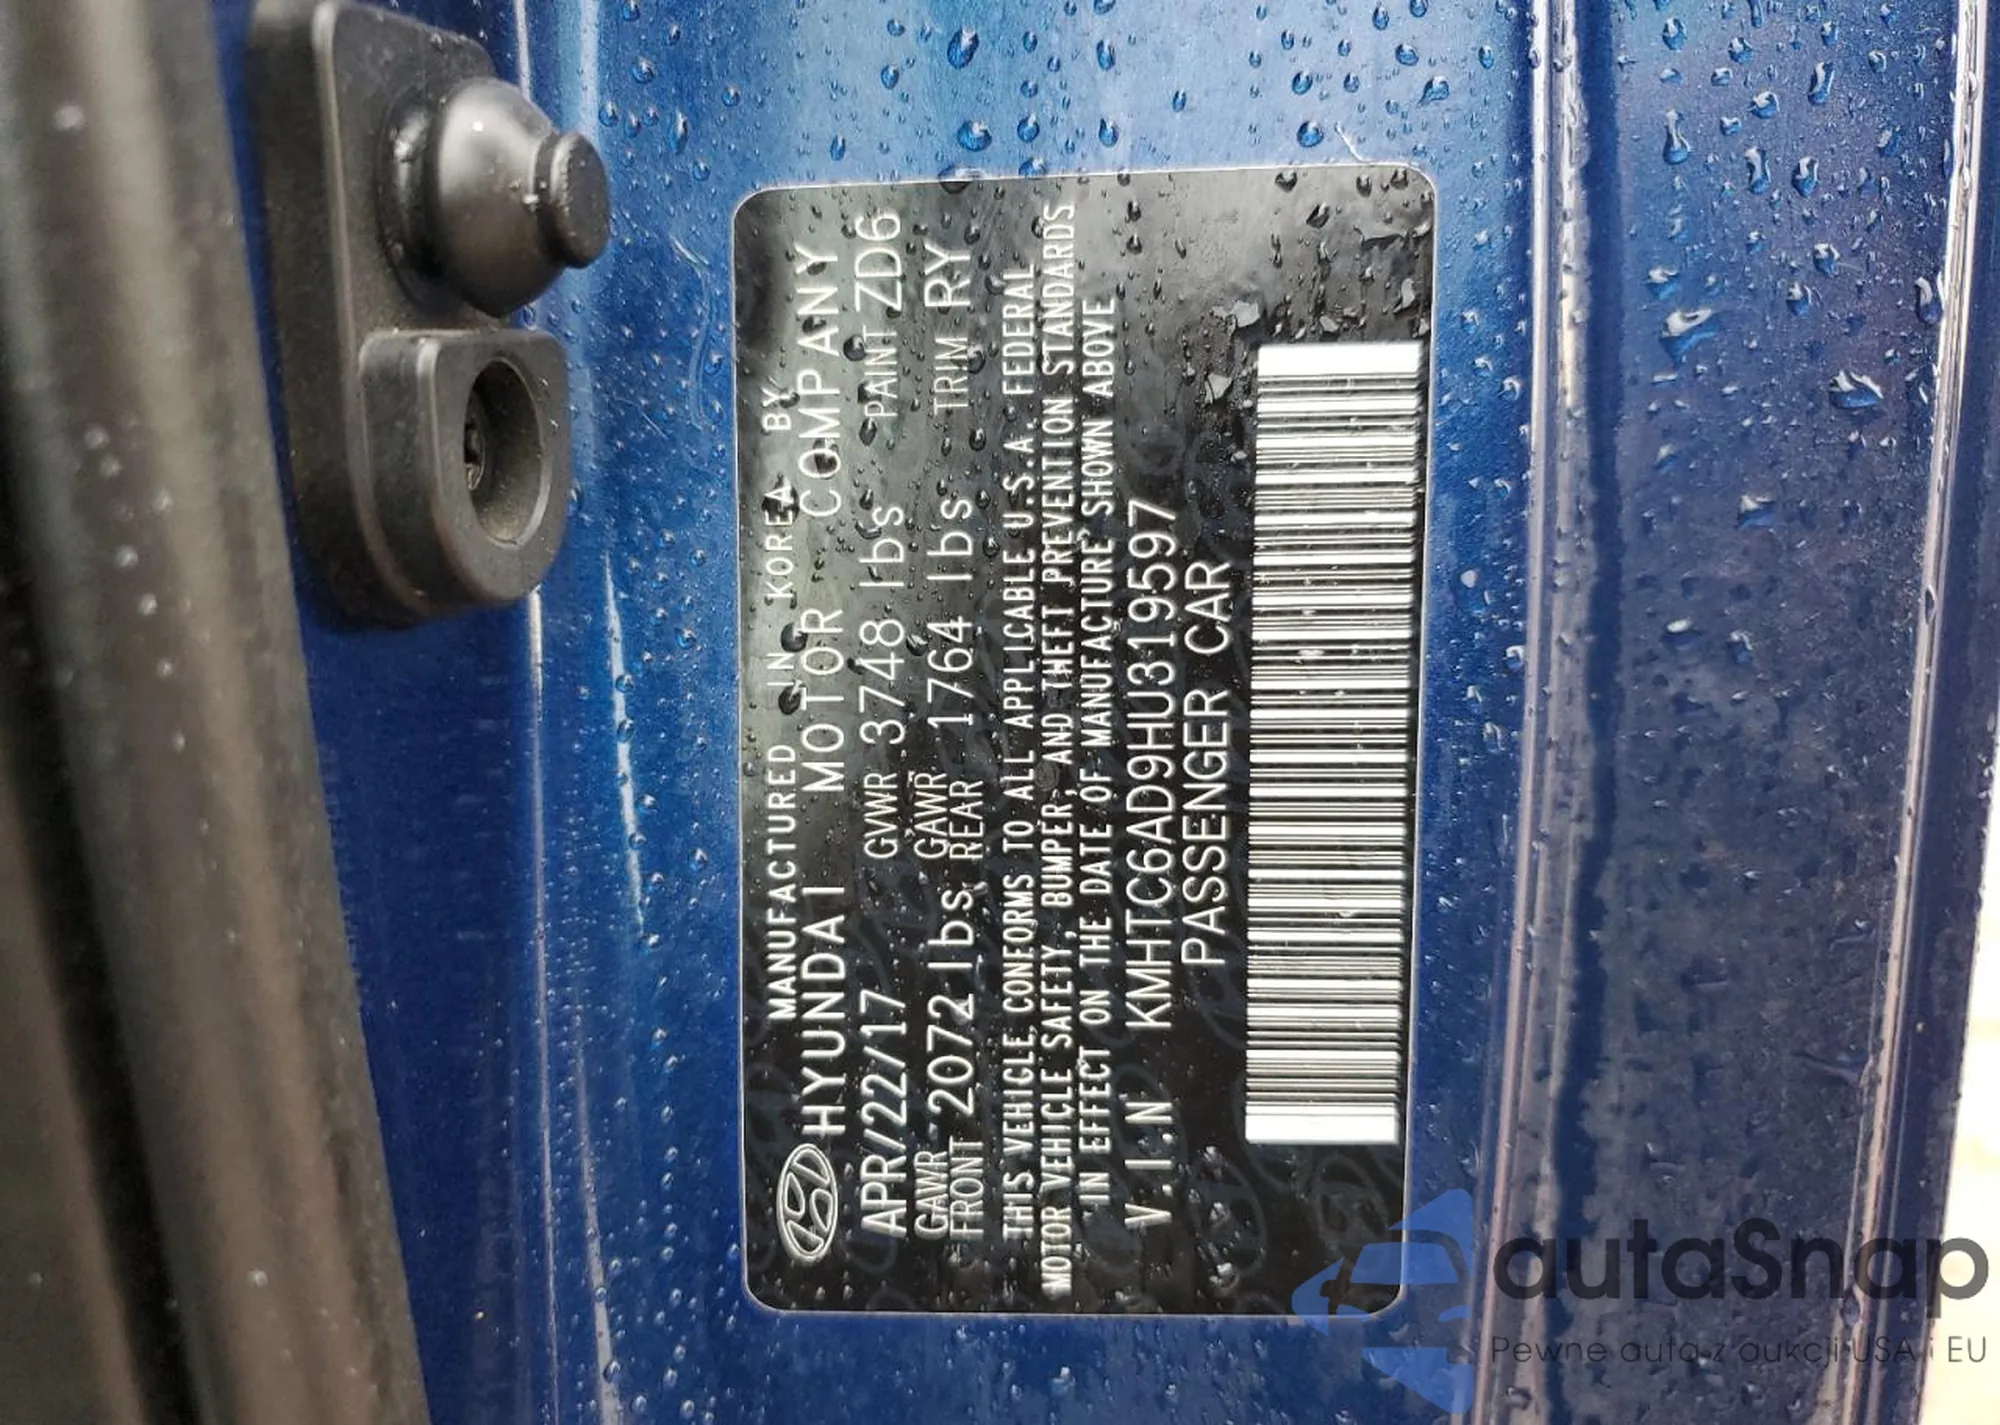 MANUFACTURED IN KOREA BY
HYUNDAI MOTOR COMPANY
APR/22/17 GVWR 3748 lbs PAINT ZD6
GAWR FRONT 2072 lbs GAWR REAR 1764 lbs TRIM RY
THIS VEHICLE CONFORMS TO ALL APPLICABLE U.S.A. FEDERAL
MOTOR VEHICLE SAFETY, BUMPER, AND THEFT PREVENTION STANDARDS
IN EFFECT ON THE DATE OF MANUFACTURE SHOWN ABOVE
V.I.N KMHTC6AD9HU319597
PASSENGER CAR
autaSnap
Pewne auta z aukcji USA i EU